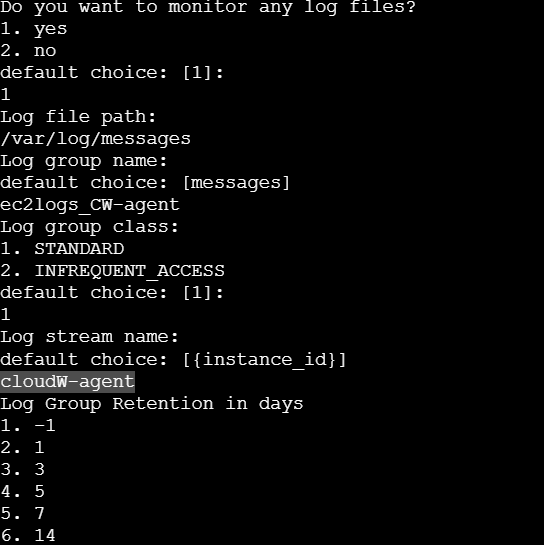 Do you want to monitor any log files?
1. yes
2. no
default choice: [1]:
1
Log file path:
/var/log/messages
Log group name:
default choice: [messages]
ec2logs_CW-agent
Log group class:
1. STANDARD
2. INFREQUENT_ACCESS
default choice: [1]:
1
Log stream name:
default choice: [{instance_id}]
cloudW-agent
Log Group Retention in days
1. -1
2. 1
3. 3
4. 5
5. 7
6. 14